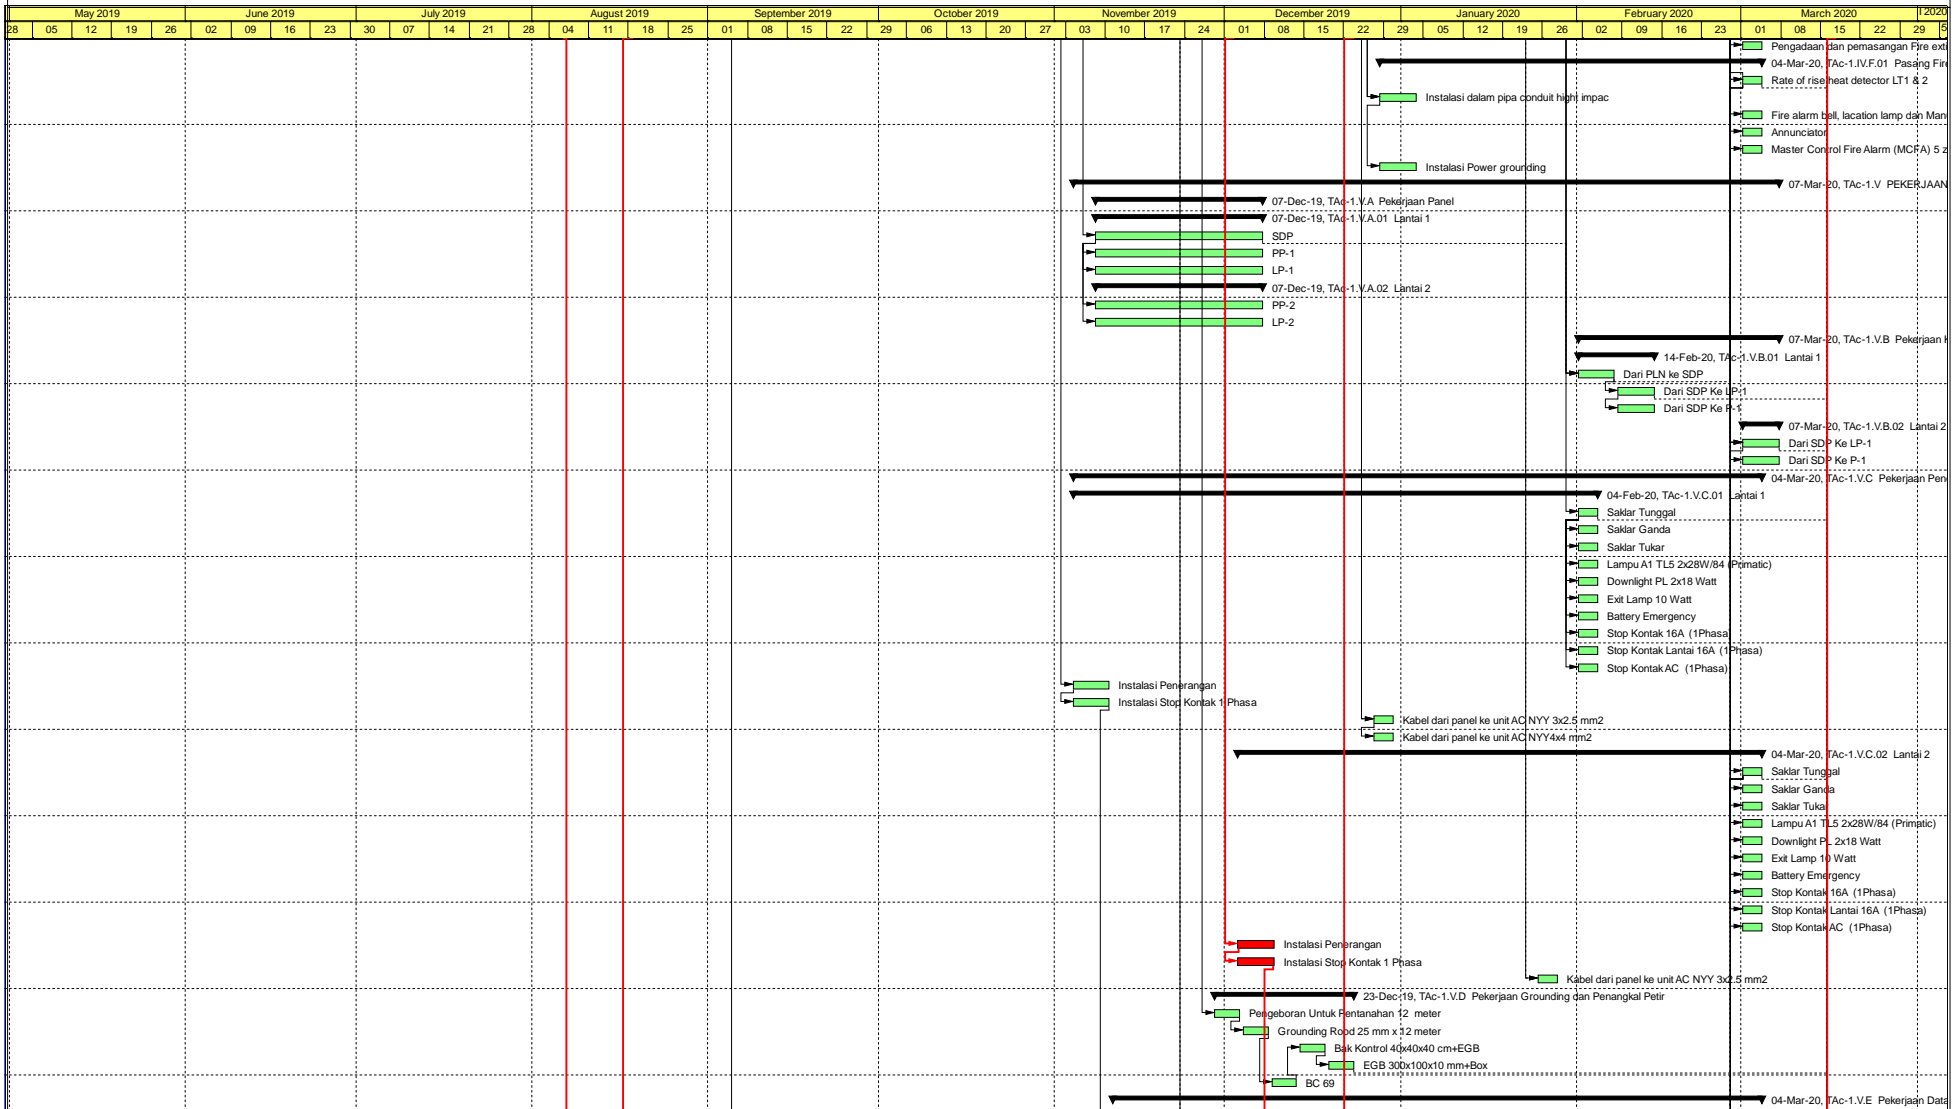 May 2019 June 2019 July 2019 August 2019 September 2019 October 2019 November 2019 December 2019 January 2020 February 2020 March 2020 l 2020
28 05 12 19 26 02 09 16 23 30 07 14 21 28 04 11 18 25 01 08 15 22 29 06 13 20 27 03 10 17 24 01 08 15 22 29 05 12 19 26 02 09 16 23 01 08 15 22 29 5
Pengadaan dan pemasangan Fire exti
04-Mar-20, TAc-1.IV.F.01 Pasang Fire
Rate of rise heat detector LT1 & 2
Instalasi dalam pipa conduit hight impac
Fire alarm bell, lacation lamp dan Man
Annunciator
Master Control Fire Alarm (MCFA) 5 z
Instalasi Power grounding
07-Mar-20, TAc-1.V PEKERJAAN
07-Dec-19, TAc-1.V.A Pekerjaan Panel
07-Dec-19, TAc-1.V.A.01 Lantai 1
SDP
PP-1
LP-1
07-Dec-19, TAc-1.V.A.02 Lantai 2
PP-2
LP-2
07-Mar-20, TAc-1.V.B Pekerjaan K
14-Feb-20, TAc-1.V.B.01 Lantai 1
Dari PLN ke SDP
Dari SDP Ke LP-1
Dari SDP Ke P-1
07-Mar-20, TAc-1.V.B.02 Lantai 2
Dari SDP Ke LP-1
Dari SDP Ke P-1
04-Mar-20, TAc-1.V.C Pekerjaan Pen
04-Feb-20, TAc-1.V.C.01 Lantai 1
Saklar Tunggal
Saklar Ganda
Saklar Tukar
Lampu A1 TL5 2x28W/84 (Primatic)
Downlight PL 2x18 Watt
Exit Lamp 10 Watt
Battery Emergency
Stop Kontak 16A (1Phasa)
Stop Kontak Lantai 16A (1Phasa)
Stop Kontak AC (1Phasa)
Instalasi Penerangan
Instalasi Stop Kontak 1 Phasa
Kabel dari panel ke unit AC NYY 3x2.5 mm2
Kabel dari panel ke unit AC NYY4x4 mm2
04-Mar-20, TAc-1.V.C.02 Lantai 2
Saklar Tunggal
Saklar Ganda
Saklar Tukar
Lampu A1 TL5 2x28W/84 (Primatic)
Downlight PL 2x18 Watt
Exit Lamp 10 Watt
Battery Emergency
Stop Kontak 16A (1Phasa)
Stop Kontak Lantai 16A (1Phasa)
Stop Kontak AC (1Phasa)
Instalasi Penerangan
Instalasi Stop Kontak 1 Phasa
Kabel dari panel ke unit AC NYY 3x2.5 mm2
23-Dec-19, TAc-1.V.D Pekerjaan Grounding dan Penangkal Petir
Pengeboran Untuk Pentanahan 12 meter
Grounding Rood 25 mm x 12 meter
Bak Kontrol 40x40x40 cm+EGB
EGB 300x100x10 mm+Box
BC 69
04-Mar-20, TAc-1.V.E Pekerjaan Data